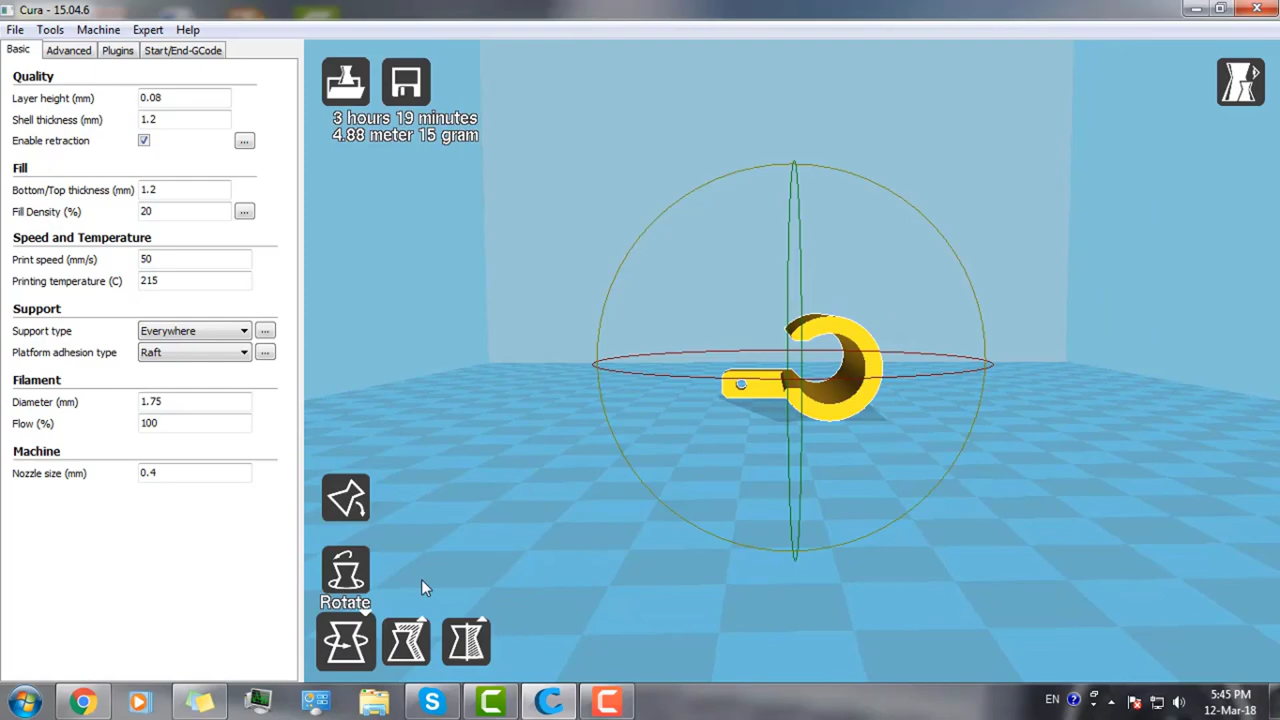 Cura - 15.04.6
File Tools Machine Expert Help
Basic Advanced Plugins Start/End-GCode
Quality
Layer height (mm) 0.08
Shell thickness (mm) 1.2
Enable retraction ...
Fill
Bottom/Top thickness (mm) 1.2
Fill Density (%) 20 ...
Speed and Temperature
Print speed (mm/s) 50
Printing temperature (C) 215
Support
Support type Everywhere ...
Platform adhesion type Raft ...
Filament
Diameter (mm) 1.75
Flow (%) 100
Machine
Nozzle size (mm) 0.4
3 hours 19 minutes
4.88 meter 15 gram
Rotate
EN
5:45 PM
12-Mar-18